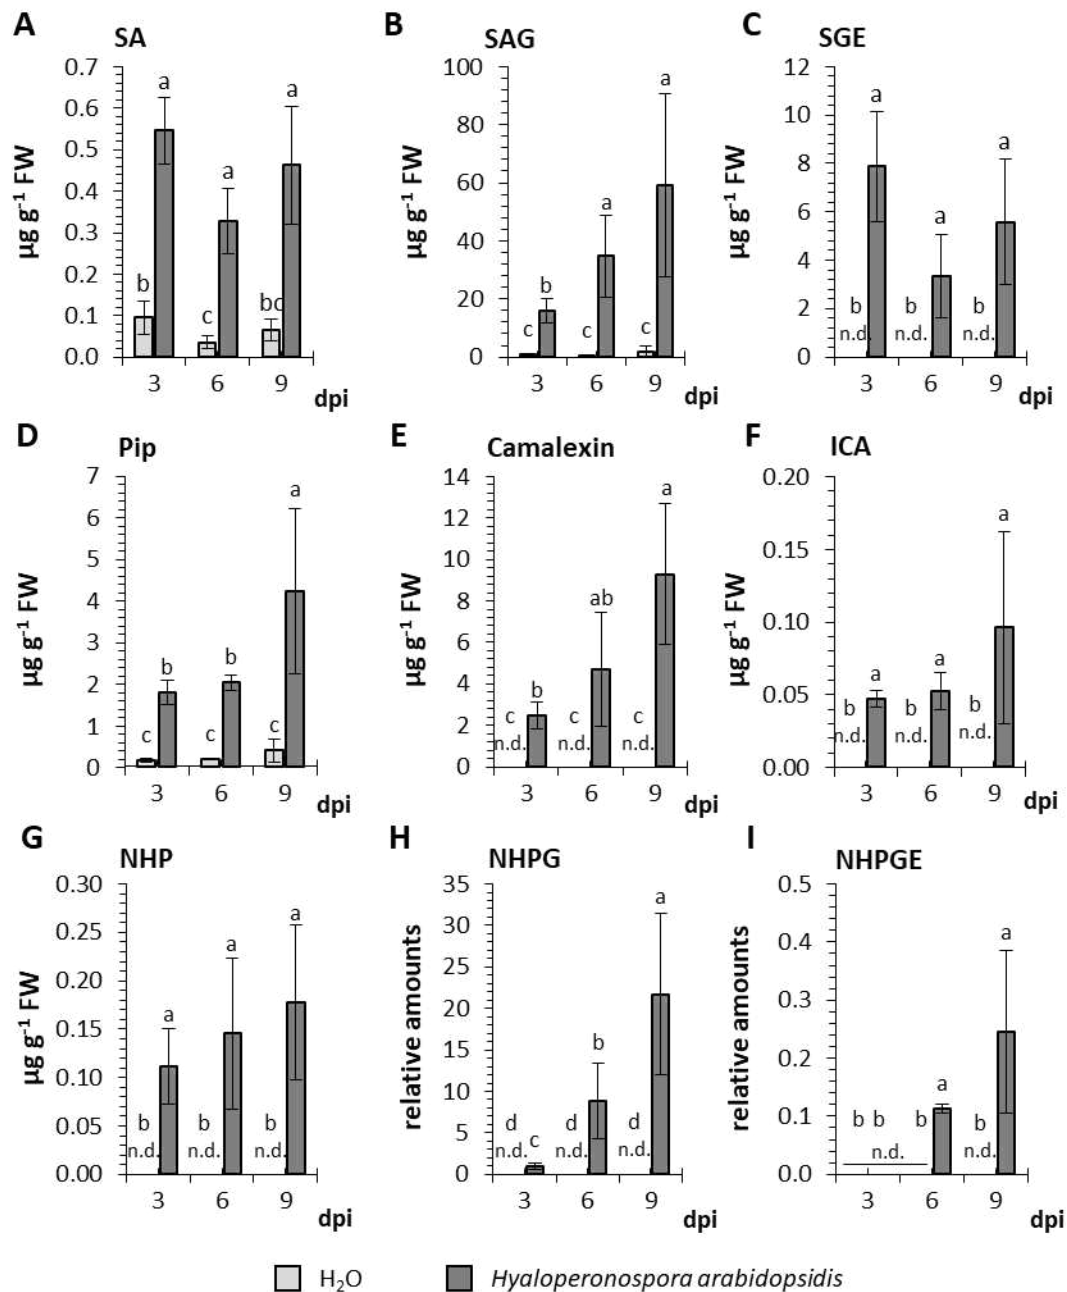 A
SA
0.7
0.6
0.5
0.4
0.3
0.2
0.1
0.0
µg g⁻¹ FW
b a
c a
bc a
3 6 9
dpi
B
SAG
100
80
60
40
20
0
µg g⁻¹ FW
c b
c a
c a
3 6 9
dpi
C
SGE
12
10
8
6
4
2
0
µg g⁻¹ FW
b a
b a
b a
n.d. n.d. n.d.
3 6 9
dpi
D
Pip
7
6
5
4
3
2
1
0
µg g⁻¹ FW
c b
c b
c a
3 6 9
dpi
E
Camalexin
14
12
10
8
6
4
2
0
µg g⁻¹ FW
c b
c ab
c a
n.d. n.d. n.d.
3 6 9
dpi
F
ICA
0.20
0.15
0.10
0.05
0.00
µg g⁻¹ FW
b a
b a
b a
n.d. n.d. n.d.
3 6 9
dpi
G
NHP
0.30
0.25
0.20
0.15
0.10
0.05
0.00
µg g⁻¹ FW
b a
b a
b a
n.d. n.d. n.d.
3 6 9
dpi
H
NHPG
35
30
25
20
15
10
5
0
relative amounts
d c
d b
d a
n.d. n.d. n.d.
3 6 9
dpi
I
NHPGE
0.5
0.4
0.3
0.2
0.1
0.0
relative amounts
b b
b a
b a
n.d. n.d.
3 6 9
dpi
H₂O
Hyaloperonospora arabidopsidis